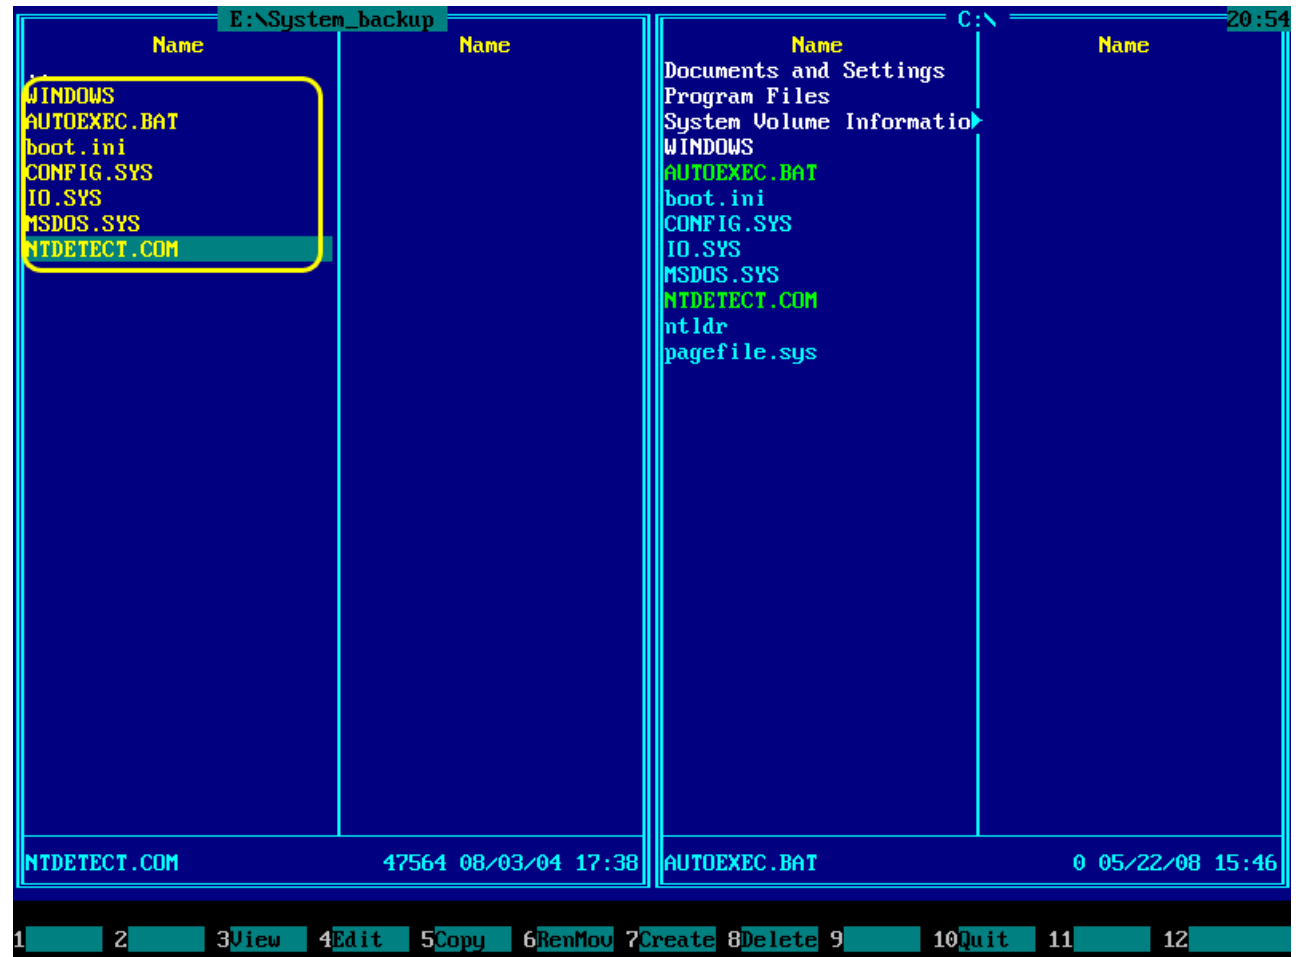 E:\System_backup
Name Name
..
WINDOWS
AUTOEXEC.BAT
boot.ini
CONFIG.SYS
IO.SYS
MSDOS.SYS
NTDETECT.COM
NTDETECT.COM 47564 08/03/04 17:38
C:\ 20:54
Name Name
Documents and Settings
Program Files
System Volume Informatio
WINDOWS
AUTOEXEC.BAT
boot.ini
CONFIG.SYS
IO.SYS
MSDOS.SYS
NTDETECT.COM
ntldr
pagefile.sys
AUTOEXEC.BAT 0 05/22/08 15:46
1 2 3View 4Edit 5Copy 6RenMov 7Create 8Delete 9 10Quit 11 12